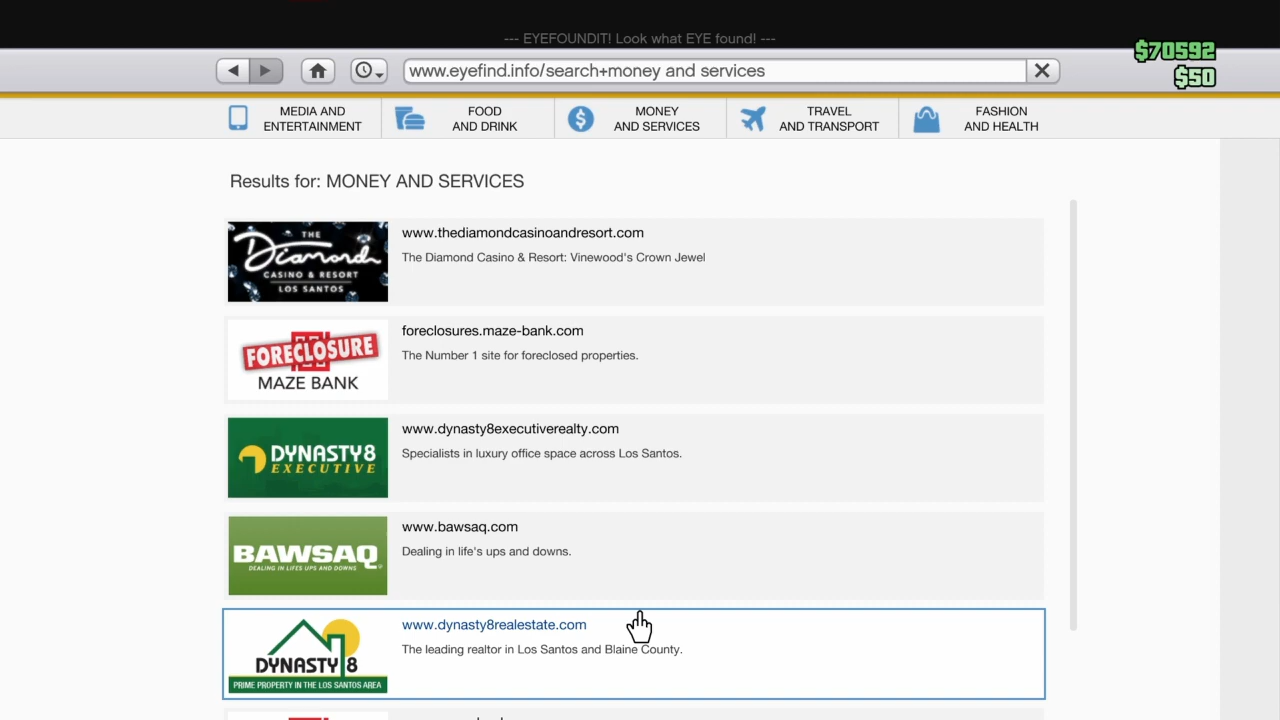 --- EYEFOUNDIT! Look what EYE found! ---
$70592
$50
www.eyefind.info/search+money and services
MEDIA AND
ENTERTAINMENT
FOOD
AND DRINK
MONEY
AND SERVICES
TRAVEL
AND TRANSPORT
FASHION
AND HEALTH
Results for: MONEY AND SERVICES
THE
Diamond
CASINO & RESORT
LOS SANTOS
www.thediamondcasinoandresort.com
The Diamond Casino & Resort: Vinewood's Crown Jewel
FORECLOSURE
MAZE BANK
foreclosures.maze-bank.com
The Number 1 site for foreclosed properties.
DYNASTY8
EXECUTIVE
www.dynasty8executiverealty.com
Specialists in luxury office space across Los Santos.
BAWSAQ
DEALING IN LIFES UPS AND DOWNS
www.bawsaq.com
Dealing in life's ups and downs.
DYNASTY 8
PRIME PROPERTY IN THE LOS SANTOS AREA
www.dynasty8realestate.com
The leading realtor in Los Santos and Blaine County.